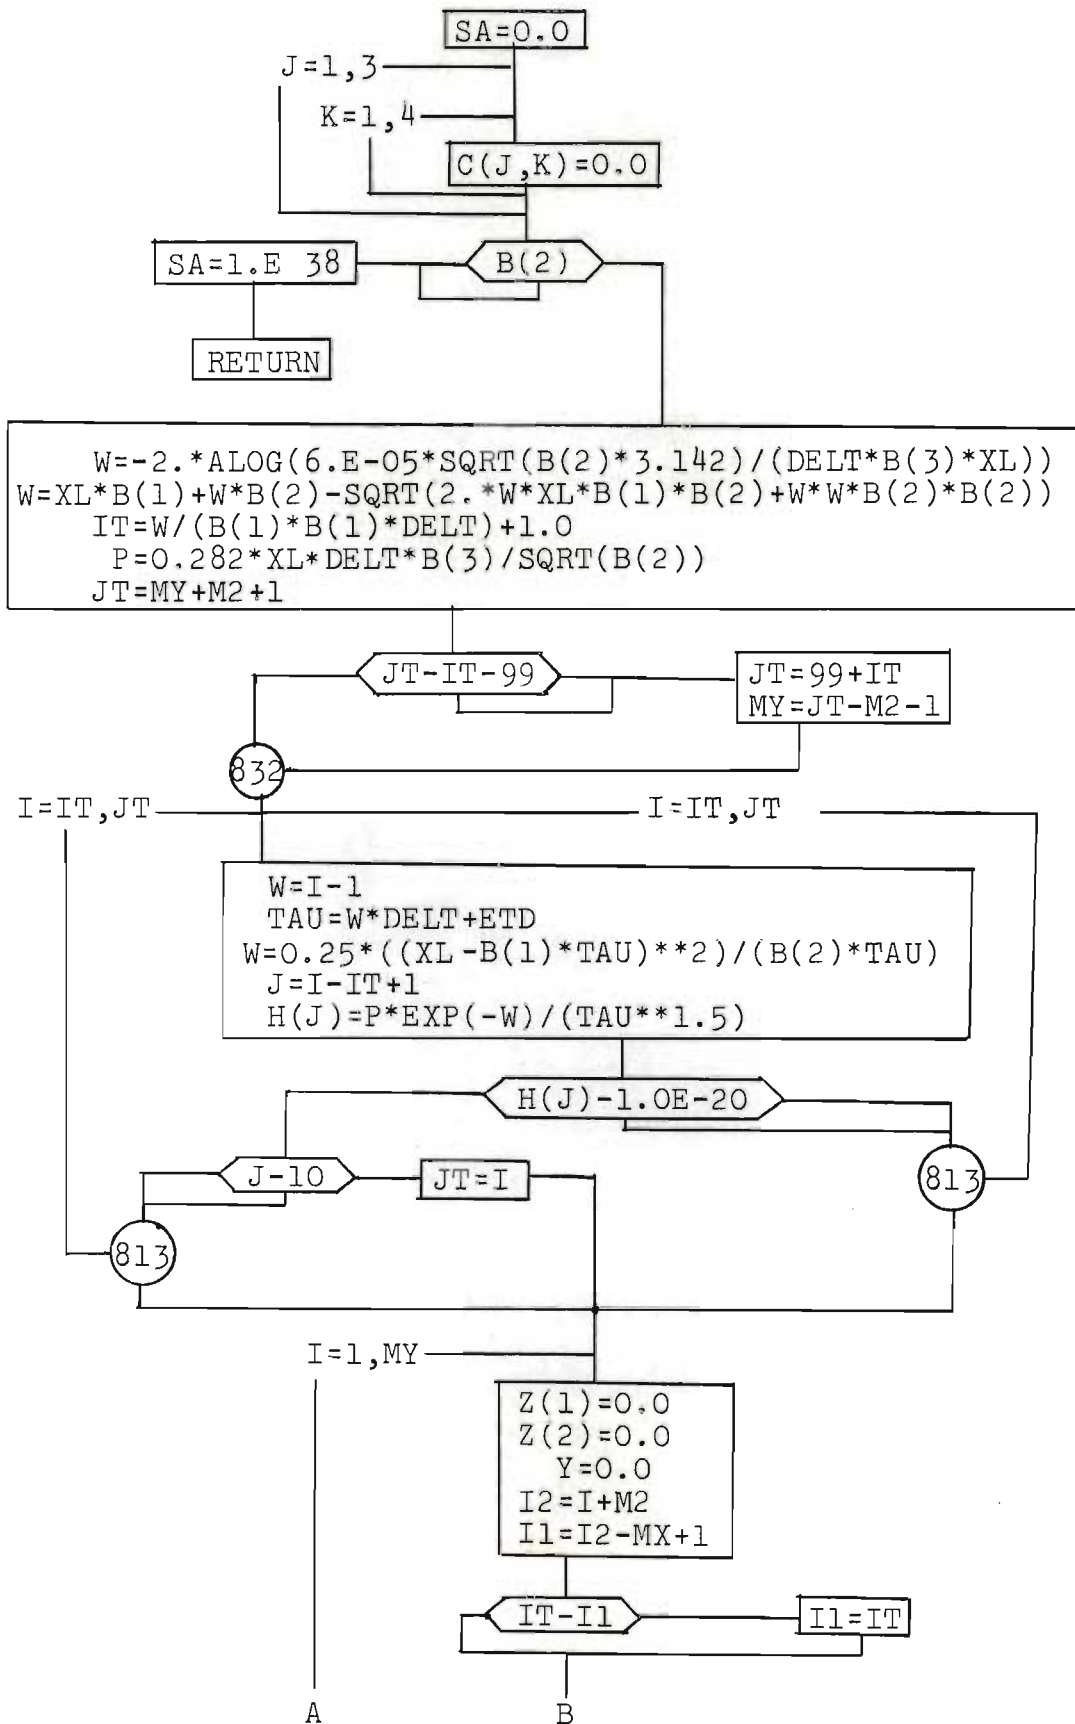 SA=0.0
J=1,3
K=1,4
C(J,K)=0.0
SA=1.E 38
B(2)
RETURN
W=-2.*ALOG(6.E-05*SQRT(B(2)*3.142)/(DELT*B(3)*XL))
W=XL*B(1)+W*B(2)-SQRT(2.*W*XL*B(1)*B(2)+W*W*B(2)*B(2))
IT=W/(B(1)*B(1)*DELT)+1.0
P=0.282*XL*DELT*B(3)/SQRT(B(2))
JT=MY+M2+1
JT-IT-99
JT=99+IT
MY=JT-M2-1
832
I=IT,JT
I=IT,JT
W=I-1
TAU=W*DELT+ETD
W=0.25*((XL-B(1)*TAU)**2)/(B(2)*TAU)
J=I-IT+1
H(J)=P*EXP(-W)/(TAU**1.5)
H(J)-1.0E-20
J-10
JT=I
813
813
I=1,MY
Z(1)=0.0
Z(2)=0.0
Y=0.0
I2=I+M2
I1=I2-MX+1
IT-I1
I1=IT
A
B